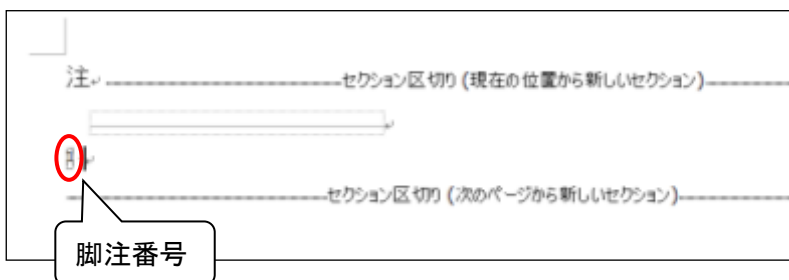 注
セクション区切り (現在の位置から新しいセクション)
セクション区切り (次のページから新しいセクション)
脚注番号